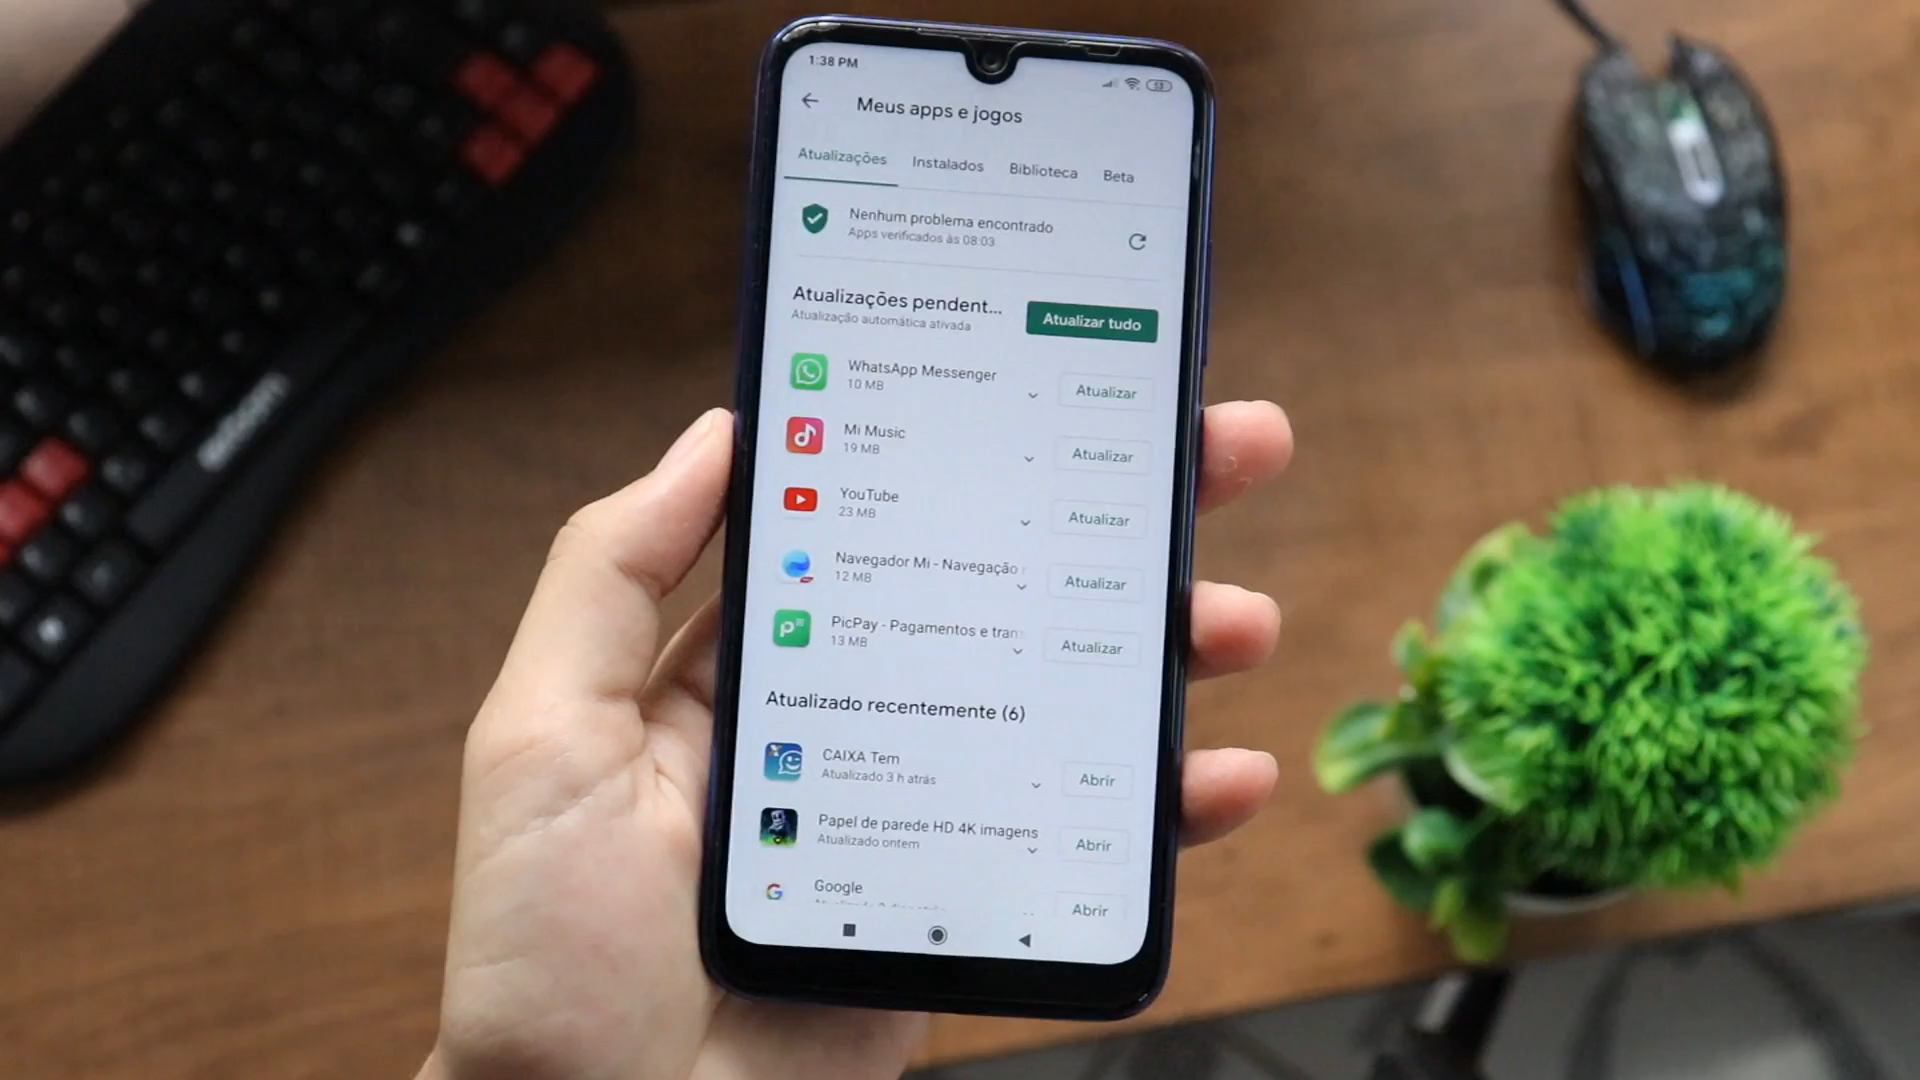 1:38 PM
53
Meus apps e jogos
Atualizações Instalados Biblioteca Beta
Nenhum problema encontrado
Apps verificados às 08:03
Atualizações pendent...
Atualização automática ativada
Atualizar tudo
WhatsApp Messenger
10 MB
Atualizar
Mi Music
19 MB
Atualizar
YouTube
23 MB
Atualizar
Navegador Mi - Navegação
12 MB
Atualizar
PicPay - Pagamentos e tran
13 MB
Atualizar
Atualizado recentemente (6)
CAIXA Tem
Atualizado 3 h atrás
Abrir
Papel de parede HD 4K imagens
Atualizado ontem
Abrir
Google
Abrir